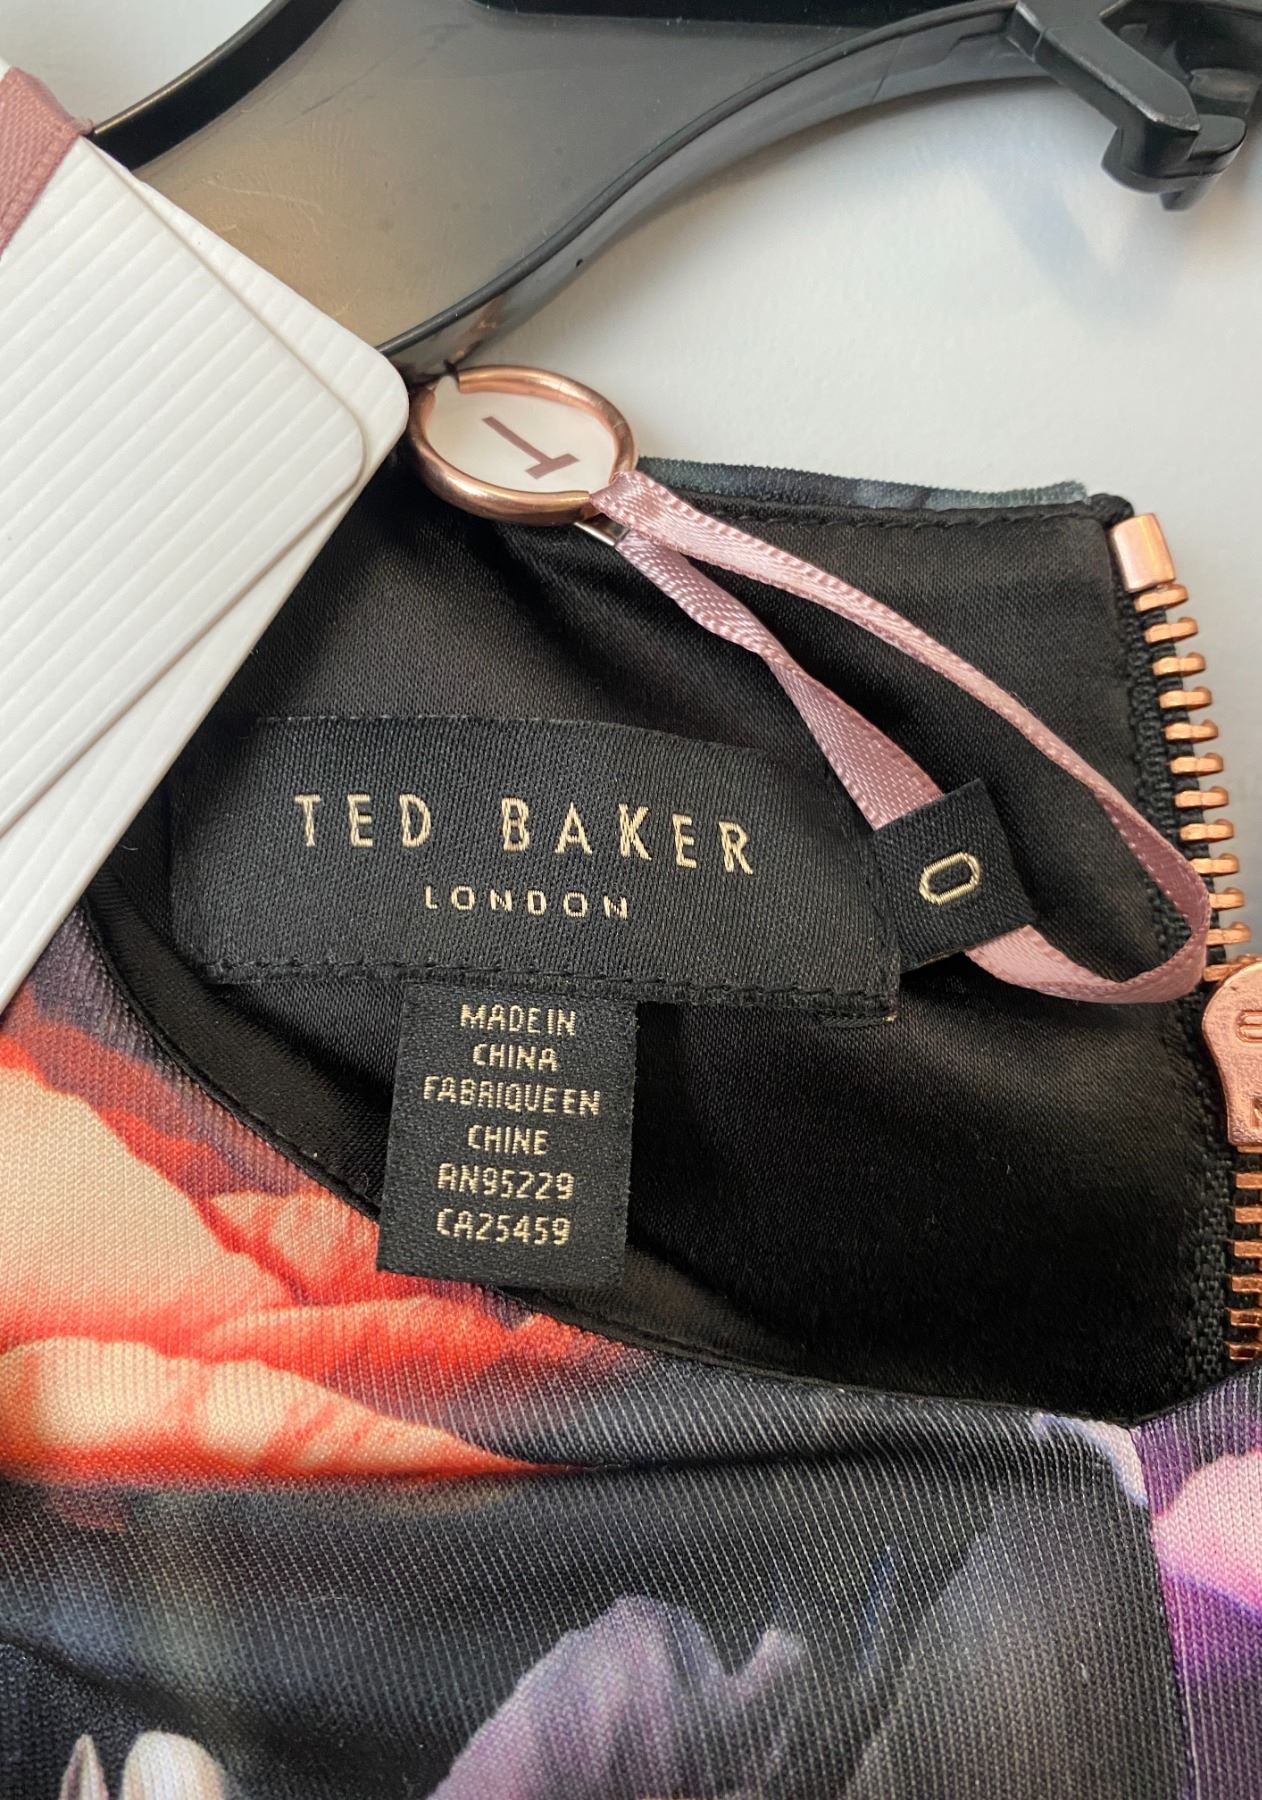 T
TED BAKER
LONDON
0
MADE IN
CHINA
FABRIQUE EN
CHINE
RN95229
CA25459